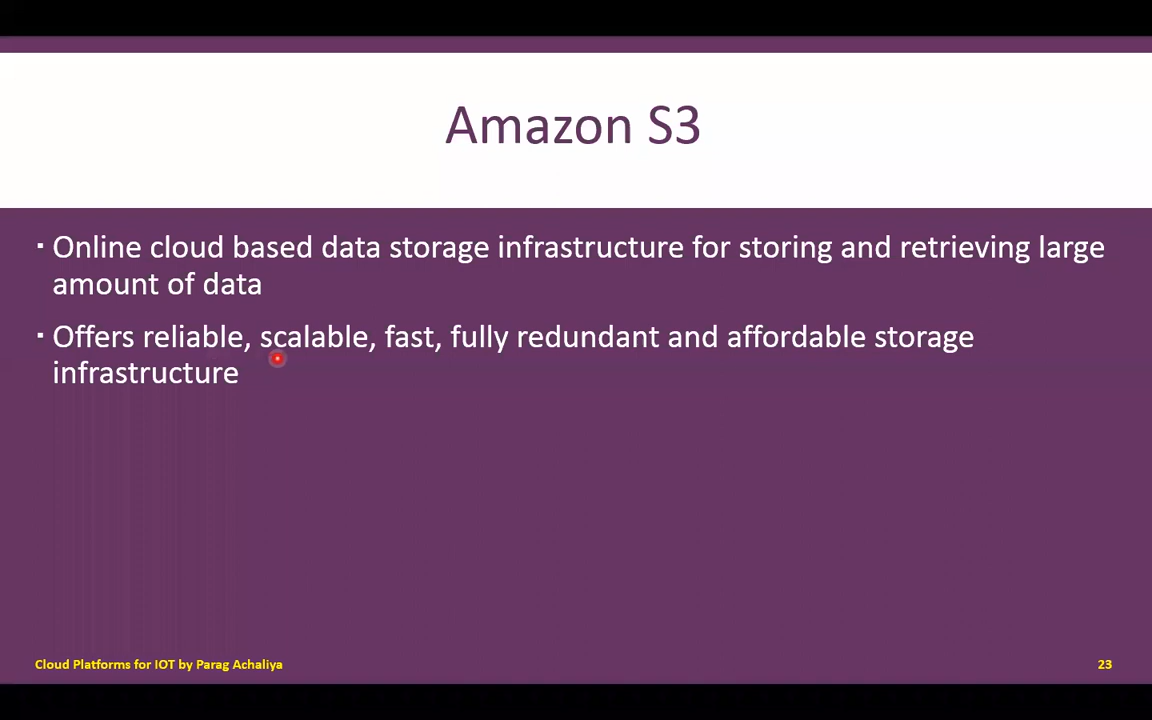 Amazon S3
▪ Online cloud based data storage infrastructure for storing and retrieving large
amount of data
▪ Offers reliable, scalable, fast, fully redundant and affordable storage
infrastructure
Cloud Platforms for IOT by Parag Achaliya
23